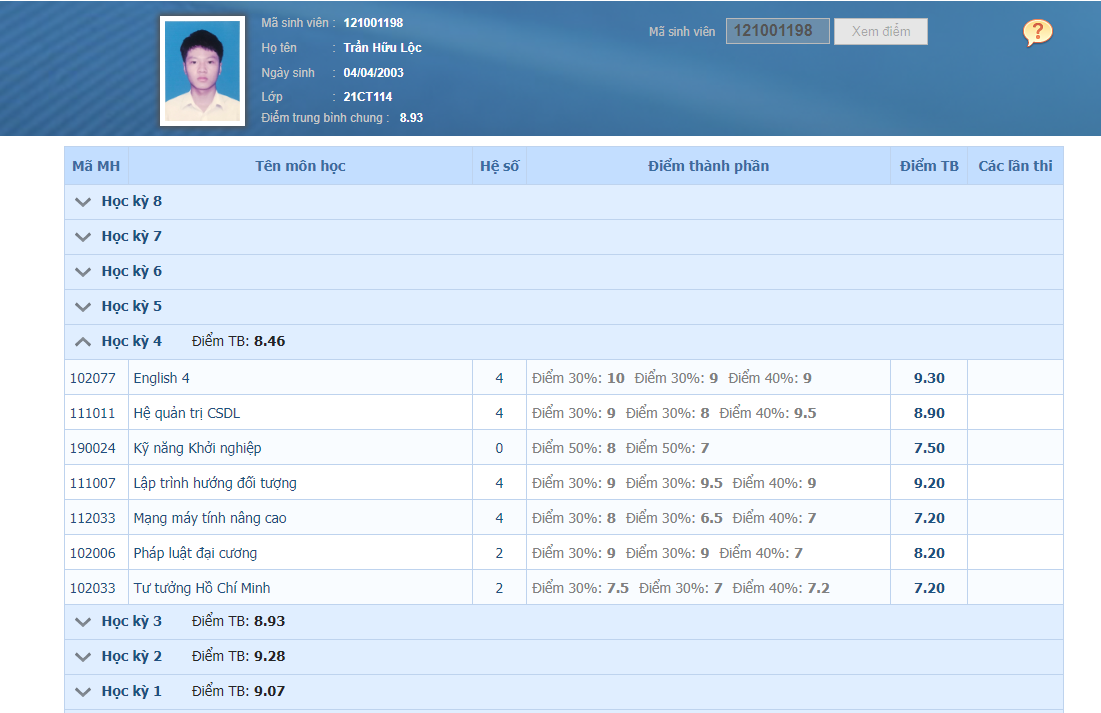 Mã sinh viên : 121001198
Mã sinh viên 121001198 Xem điểm ?
Họ tên : Trần Hữu Lộc
Ngày sinh : 04/04/2003
Lớp : 21CT114
Điểm trung bình chung : 8.93
Mã MH Tên môn học Hệ số Điểm thành phần Điểm TB Các lần thi
Học kỳ 8
Học kỳ 7
Học kỳ 6
Học kỳ 5
Học kỳ 4 Điểm TB: 8.46
102077 English 4 4 Điểm 30%: 10 Điểm 30%: 9 Điểm 40%: 9 9.30
111011 Hệ quản trị CSDL 4 Điểm 30%: 9 Điểm 30%: 8 Điểm 40%: 9.5 8.90
190024 Kỹ năng Khởi nghiệp 0 Điểm 50%: 8 Điểm 50%: 7 7.50
111007 Lập trình hướng đối tượng 4 Điểm 30%: 9 Điểm 30%: 9.5 Điểm 40%: 9 9.20
112033 Mạng máy tính nâng cao 4 Điểm 30%: 8 Điểm 30%: 6.5 Điểm 40%: 7 7.20
102006 Pháp luật đại cương 2 Điểm 30%: 9 Điểm 30%: 9 Điểm 40%: 7 8.20
102033 Tư tưởng Hồ Chí Minh 2 Điểm 30%: 7.5 Điểm 30%: 7 Điểm 40%: 7.2 7.20
Học kỳ 3 Điểm TB: 8.93
Học kỳ 2 Điểm TB: 9.28
Học kỳ 1 Điểm TB: 9.07